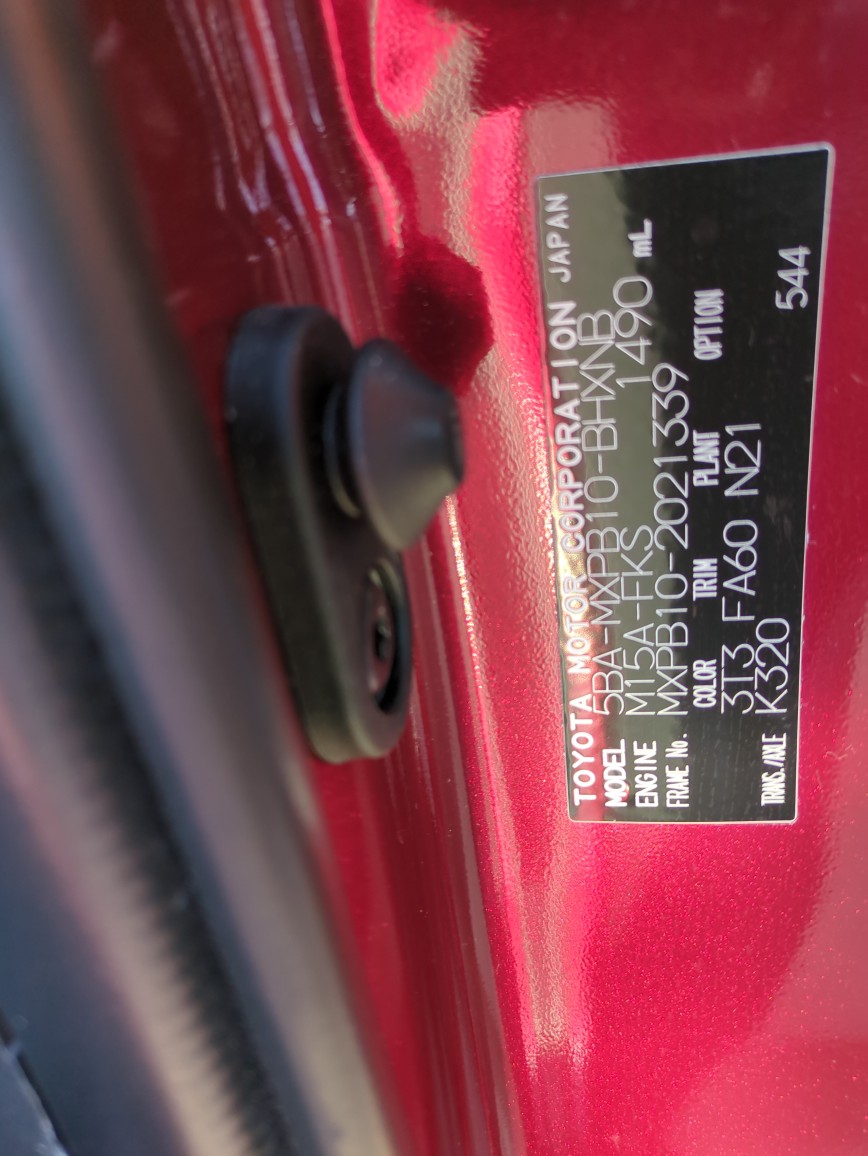 TOYOTA MOTOR CORPORATION JAPAN
MODEL 5BA-MXPB10-BHXNB
ENGINE M15A-FKS 1490 mL
FRAME No. MXPB10-2021339
COLOR TRIM PLANT OPTION
3T3 FA60 N21
TRANS./AXLE K320 544